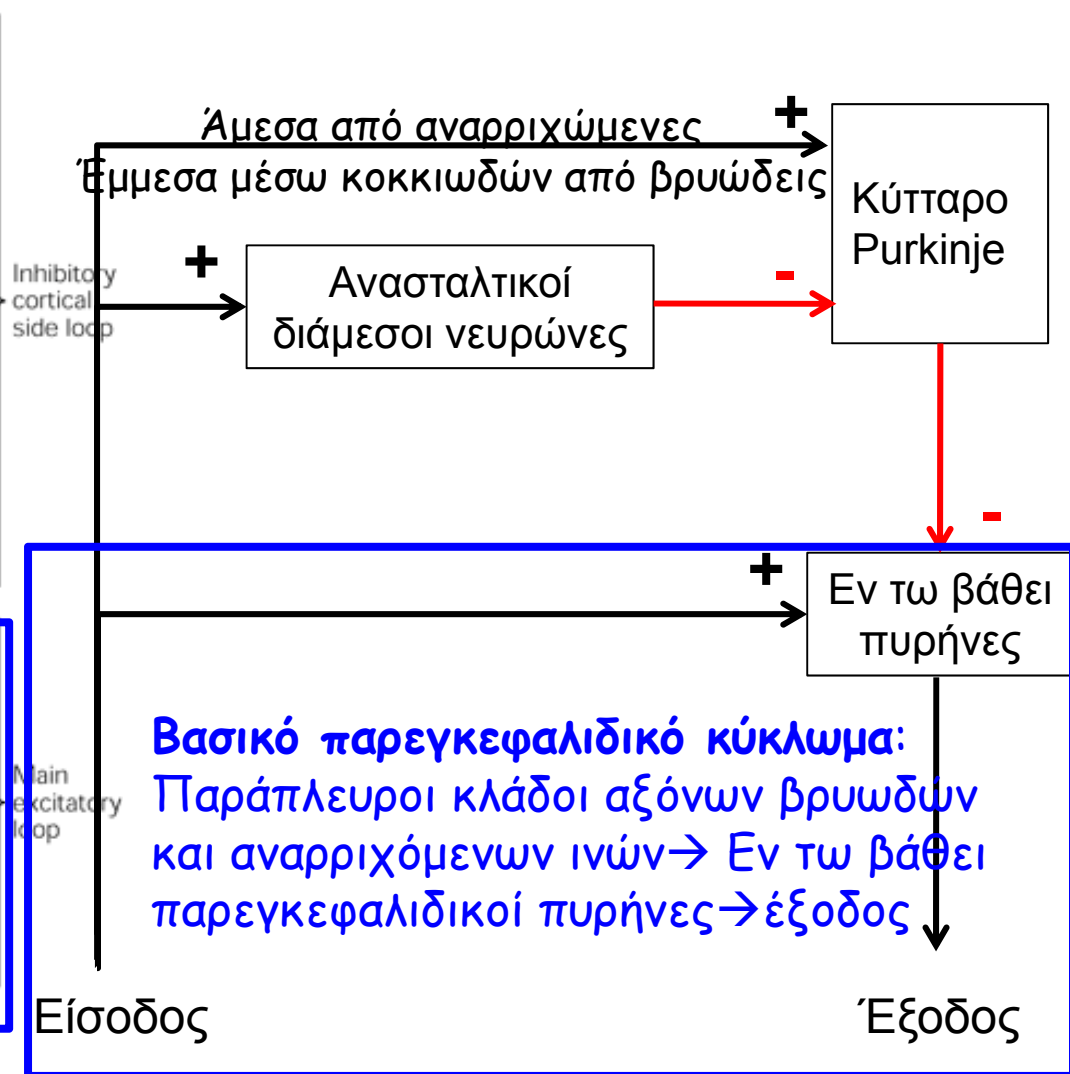 +
Άμεσα από αναρριχώμενες
Έμμεσα μέσω κοκκιωδών από βρυώδεις
Κύτταρο
Purkinje
Inhibitory
cortical
side loop
+
Ανασταλτικοί
διάμεσοι νευρώνες
-
-
+
Εν τω βάθει
πυρήνες
Main
excitatory
loop
Βασικό παρεγκεφαλιδικό κύκλωμα:
Παράπλευροι κλάδοι αξόνων βρυωδών
και αναρριχόμενων ινών→ Εν τω βάθει
παρεγκεφαλιδικοί πυρήνες→έξοδος
Είσοδος
Έξοδος